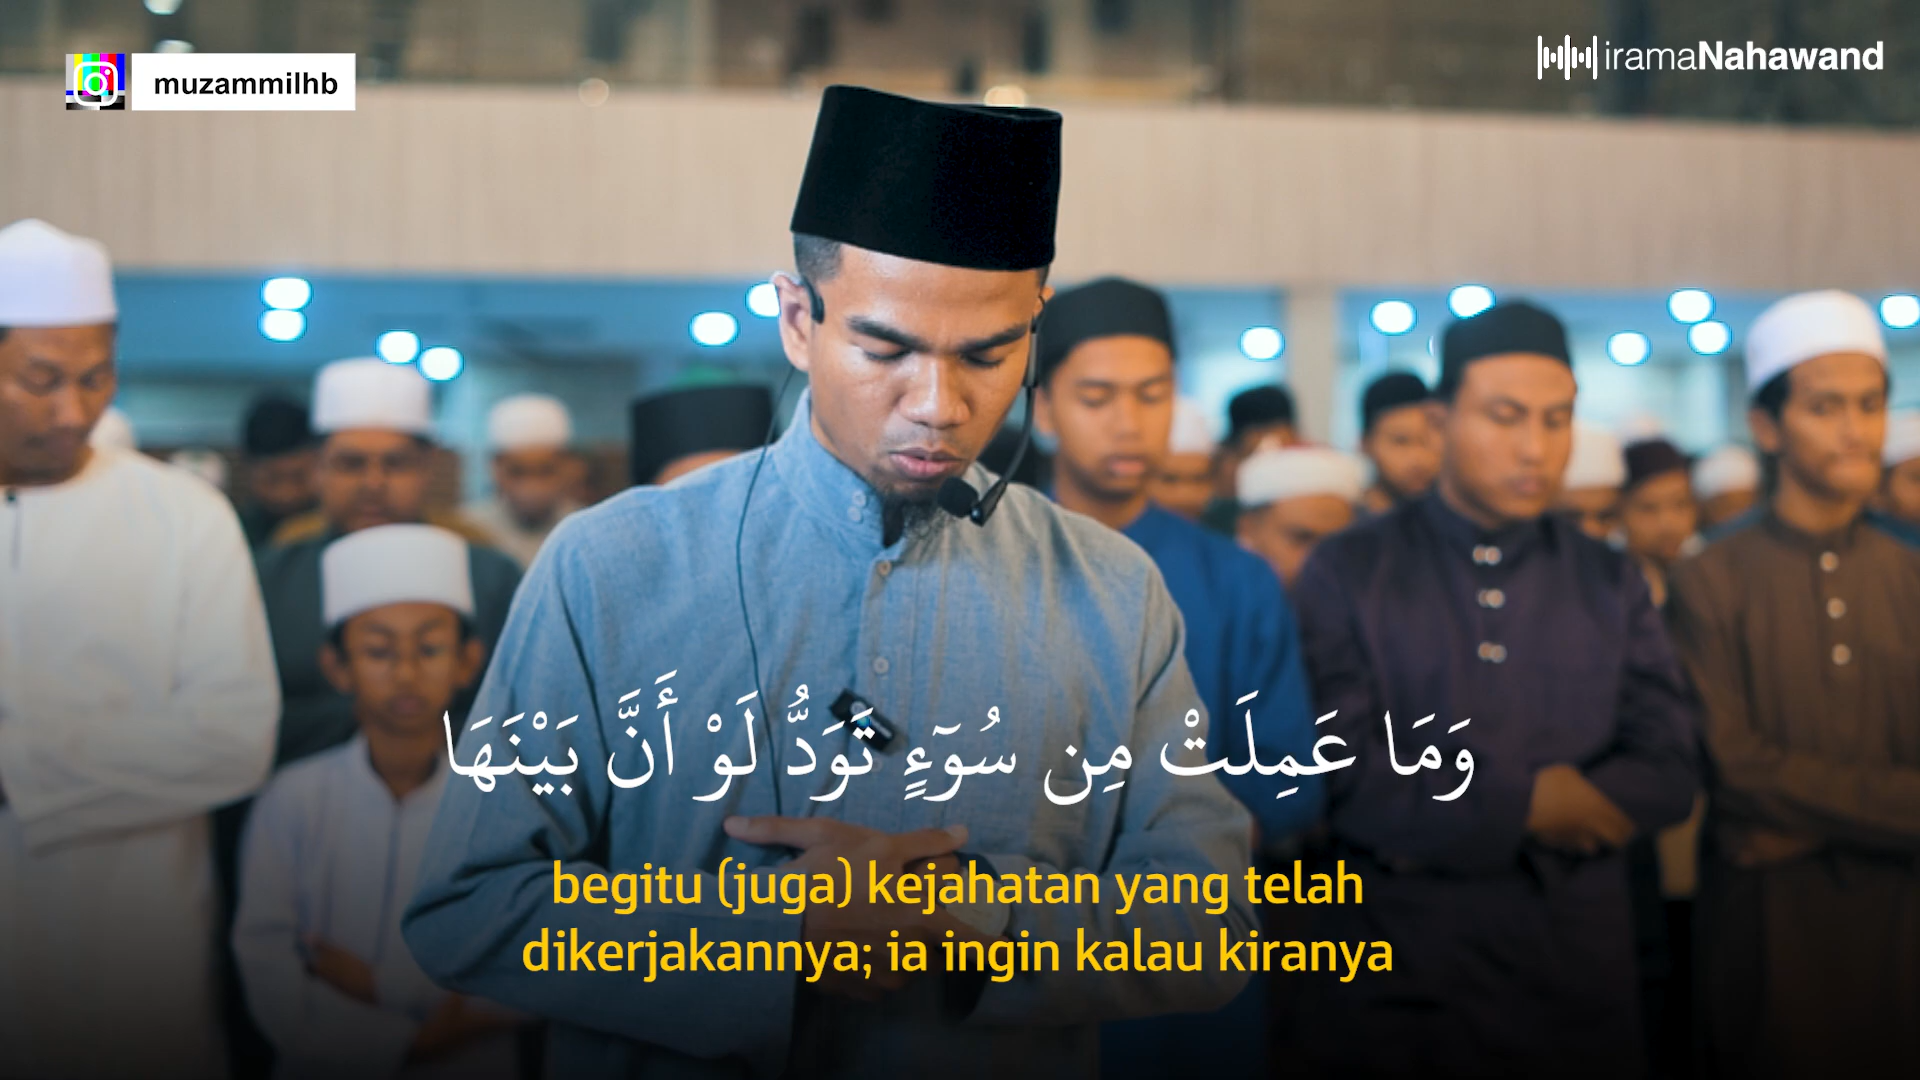 muzammilhb
iramaNahawand
وَمَا عَمِلَتْ مِن سُوٓءٍ تَوَدُّ لَوْ أَنَّ بَيْنَهَا
begitu (juga) kejahatan yang telah
dikerjakannya; ia ingin kalau kiranya